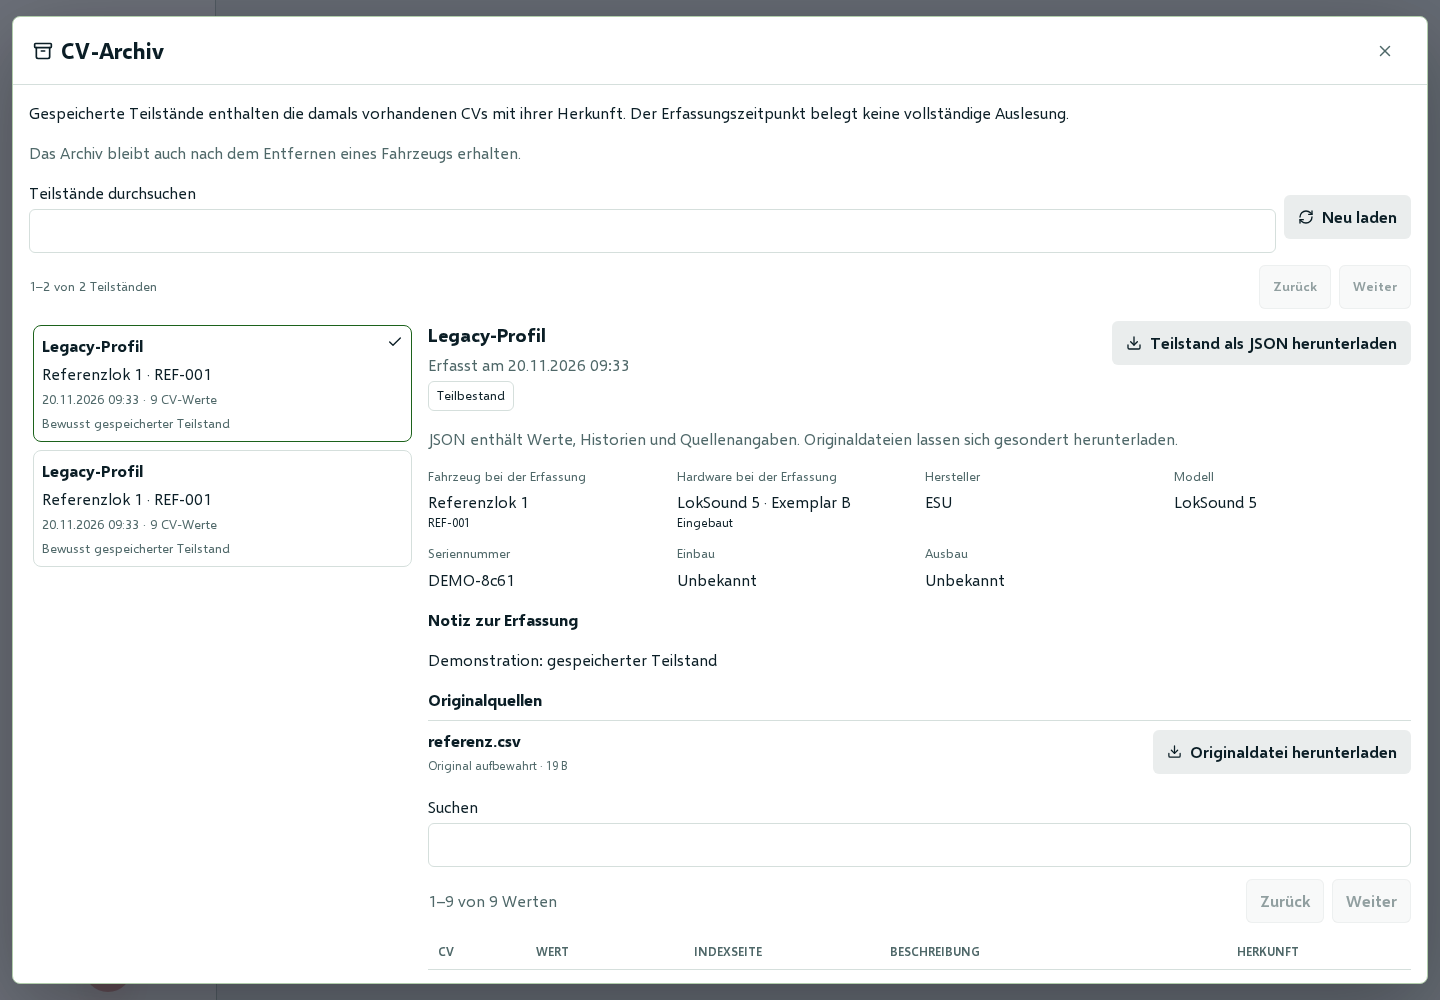 CV-Archiv
Gespeicherte Teilstände enthalten die damals vorhandenen CVs mit ihrer Herkunft. Der Erfassungszeitpunkt belegt keine vollständige Auslesung.
Das Archiv bleibt auch nach dem Entfernen eines Fahrzeugs erhalten.
Teilstände durchsuchen
Neu laden
1–2 von 2 Teilständen
Zurück
Weiter
Legacy-Profil
Referenzlok 1 · REF-001
20.11.2026 09:33 · 9 CV-Werte
Bewusst gespeicherter Teilstand
Legacy-Profil
Referenzlok 1 · REF-001
20.11.2026 09:33 · 9 CV-Werte
Bewusst gespeicherter Teilstand
Legacy-Profil
Teilstand als JSON herunterladen
Erfasst am 20.11.2026 09:33
Teilbestand
JSON enthält Werte, Historien und Quellenangaben. Originaldateien lassen sich gesondert herunterladen.
Fahrzeug bei der Erfassung
Referenzlok 1
REF-001
Hardware bei der Erfassung
LokSound 5 · Exemplar B
Eingebaut
Hersteller
ESU
Modell
LokSound 5
Seriennummer
DEMO-8c61
Einbau
Unbekannt
Ausbau
Unbekannt
Notiz zur Erfassung
Demonstration: gespeicherter Teilstand
Originalquellen
referenz.csv
Original aufbewahrt · 19 B
Originaldatei herunterladen
Suchen
1–9 von 9 Werten
Zurück
Weiter
CV WERT INDEXSEITE BESCHREIBUNG HERKUNFT